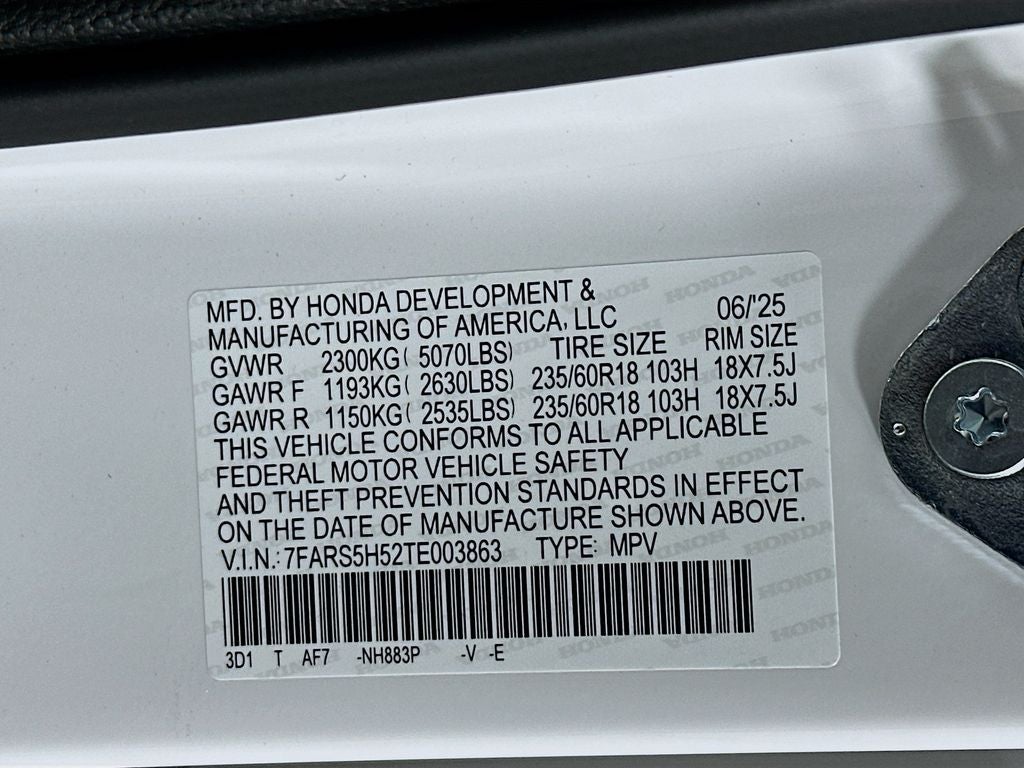 MFD. BY HONDA DEVELOPMENT &
MANUFACTURING OF AMERICA, LLC 06/'25
GVWR 2300KG( 5070LBS) TIRE SIZE RIM SIZE
GAWR F 1193KG( 2630LBS) 235/60R18 103H 18X7.5J
GAWR R 1150KG( 2535LBS) 235/60R18 103H 18X7.5J
THIS VEHICLE CONFORMS TO ALL APPLICABLE
FEDERAL MOTOR VEHICLE SAFETY
AND THEFT PREVENTION STANDARDS IN EFFECT
ON THE DATE OF MANUFACTURE SHOWN ABOVE.
V.I.N.: 7FARS5H52TE003863 TYPE: MPV
3D1 T AF7 -NH883P -V -E